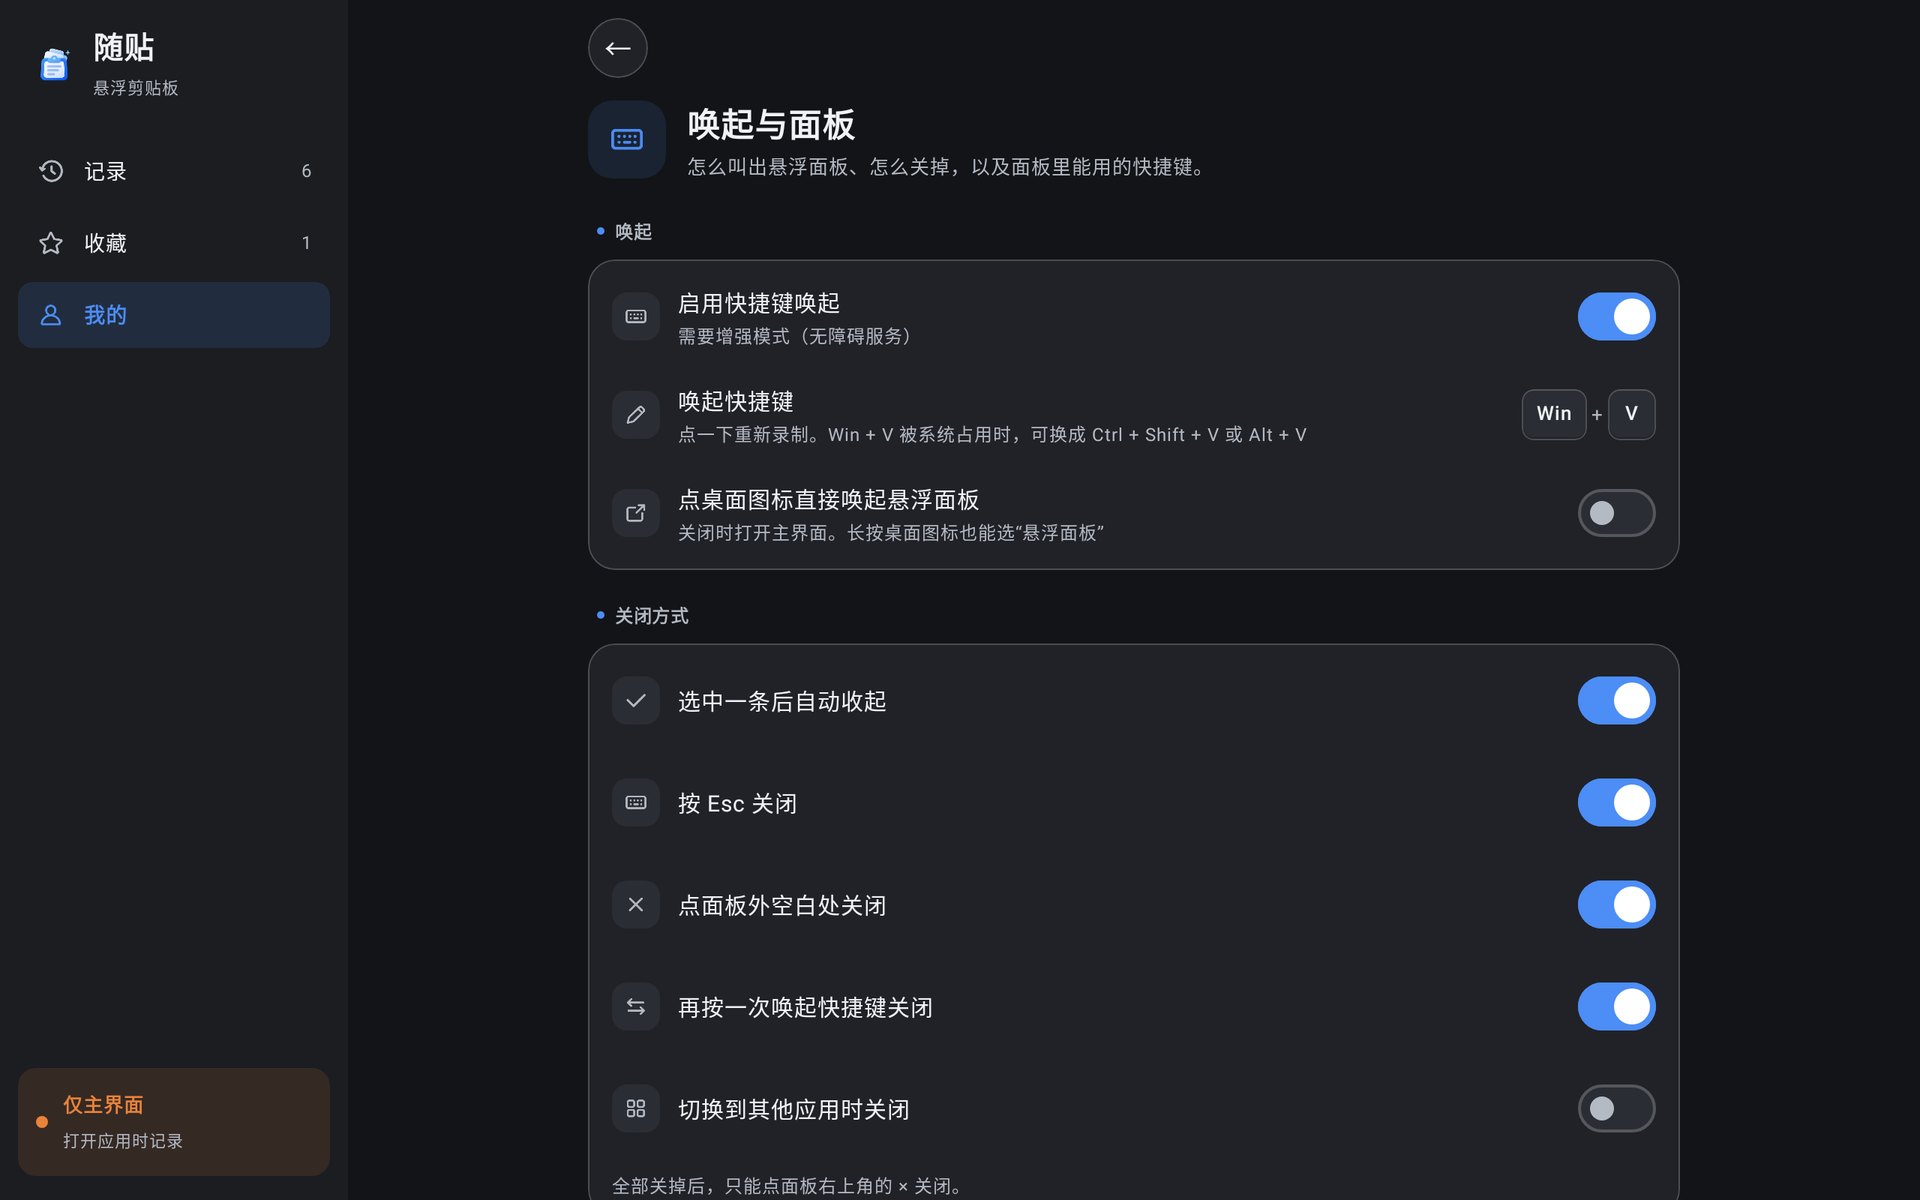 随贴
悬浮剪贴板
记录 6
收藏 1
我的
仅主界面
打开应用时记录
唤起与面板
怎么叫出悬浮面板、怎么关掉，以及面板里能用的快捷键。
唤起
启用快捷键唤起
需要增强模式（无障碍服务）
唤起快捷键
点一下重新录制。Win + V 被系统占用时，可换成 Ctrl + Shift + V 或 Alt + V
Win + V
点桌面图标直接唤起悬浮面板
关闭时打开主界面。长按桌面图标也能选“悬浮面板”
关闭方式
选中一条后自动收起
按 Esc 关闭
点面板外空白处关闭
再按一次唤起快捷键关闭
切换到其他应用时关闭
全部关掉后，只能点面板右上角的 × 关闭。